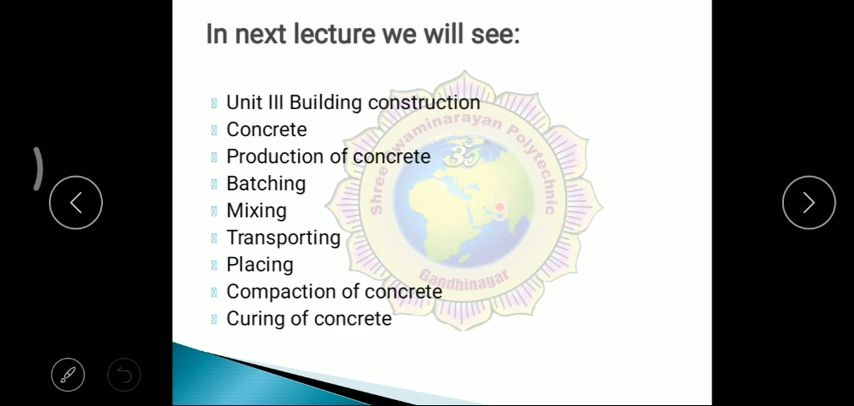 In next lecture we will see:
Unit III Building construction
Concrete
Production of concrete
Batching
Mixing
Transporting
Placing
Compaction of concrete
Curing of concrete
Shree Swaminarayan Polytechnic
ॐ
Gandhinagar